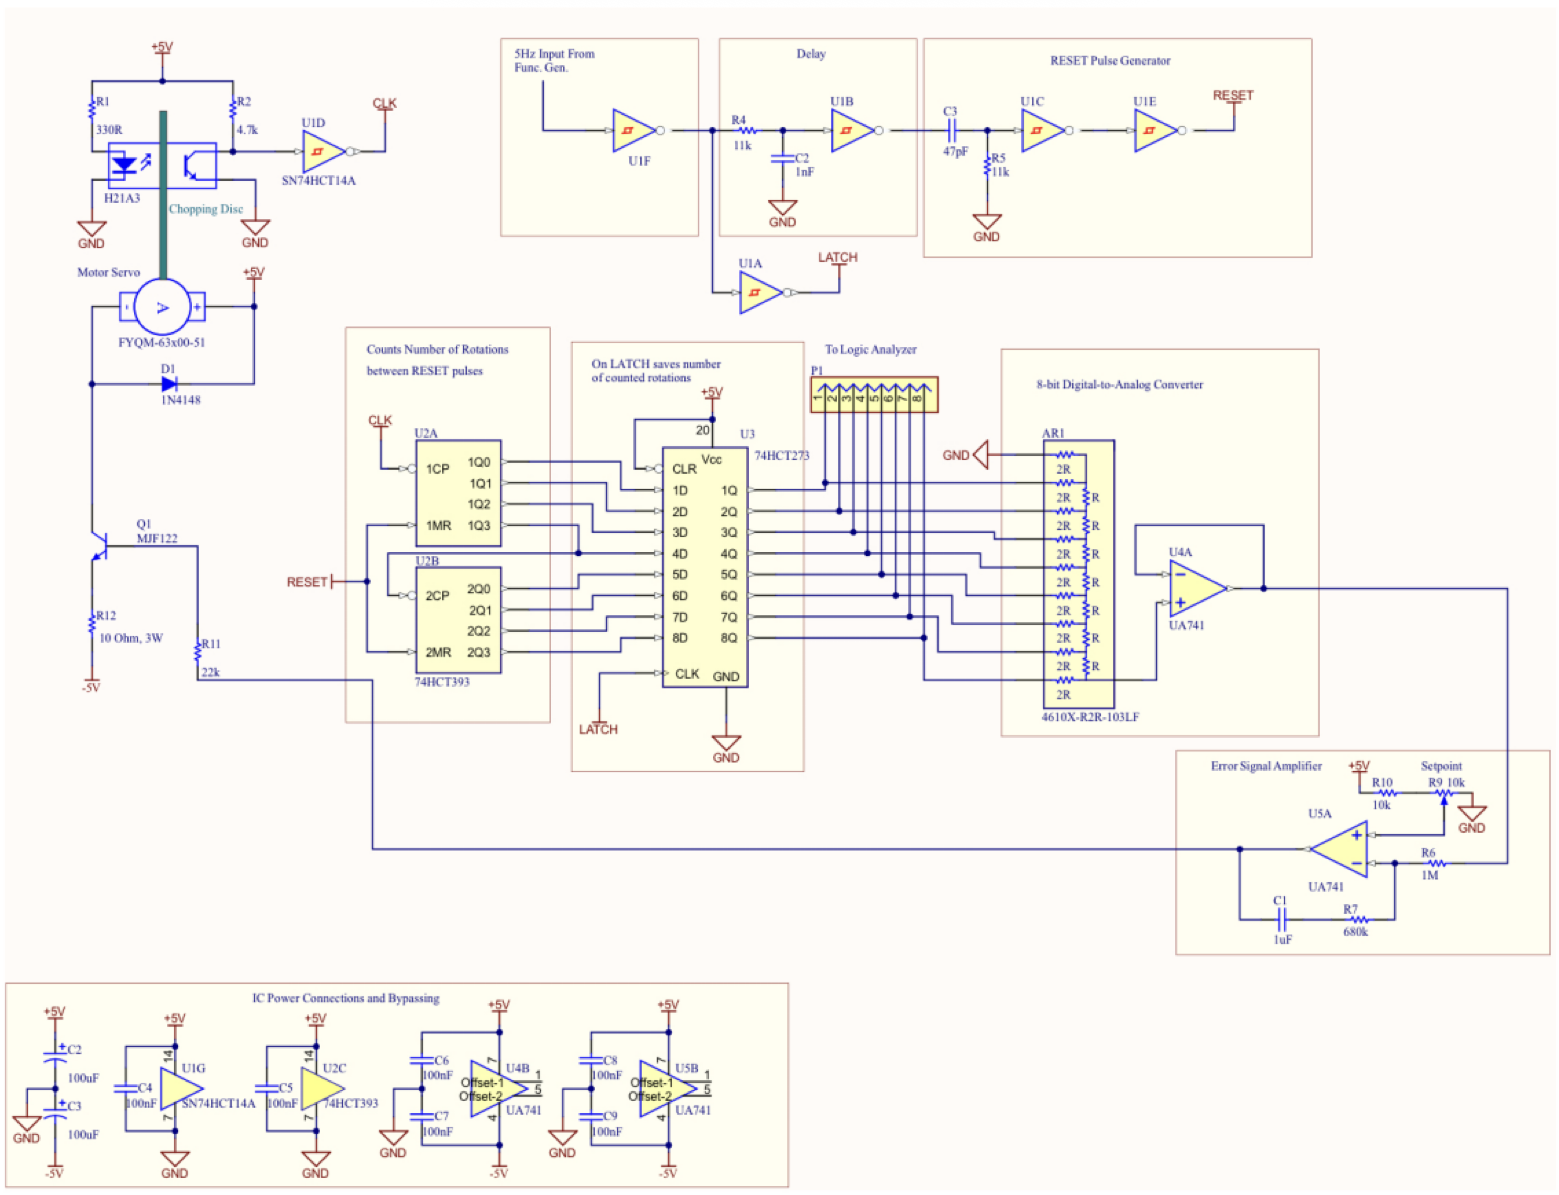 +5V
R1
330R
R2
4.7k
U1D
CLK
SN74HCT14A
H21A3
Chopping Disc
GND
GND
Motor Servo
+5V
-
A
+
FYQM-63x00-51
D1
1N4148
Q1
MJF122
R12
10 Ohm, 3W
-5V
R11
22k
5Hz Input From
Func. Gen.
U1F
Delay
R4
11k
C2
1nF
GND
U1B
RESET Pulse Generator
C3
47pF
R5
11k
GND
U1C
U1E
RESET
U1A
LATCH
Counts Number of Rotations
between RESET pulses
CLK
U2A
1CP
1MR
1Q0
1Q1
1Q2
1Q3
RESET
U2B
2CP
2MR
2Q0
2Q1
2Q2
2Q3
74HCT393
On LATCH saves number
of counted rotations
+5V
20
U3
74HCT273
Vcc
CLR
1D
2D
3D
4D
5D
6D
7D
8D
CLK
1Q
2Q
3Q
4Q
5Q
6Q
7Q
8Q
GND
LATCH
GND
To Logic Analyzer
P1
1
2
3
4
5
6
7
8
8-bit Digital-to-Analog Converter
AR1
GND
2R
2R
R
2R
R
2R
R
2R
R
2R
R
2R
R
2R
R
2R
4610X-R2R-103LF
U4A
-
+
UA741
Error Signal Amplifier
+5V
R10
10k
Setpoint
R9 10k
GND
U5A
+
-
UA741
R6
1M
C1
1uF
R7
680k
IC Power Connections and Bypassing
+5V
+
C2
100uF
+
C3
100uF
GND
-5V
+5V
14
U1G
C4
100nF
SN74HCT14A
7
GND
+5V
14
U2C
C5
100nF
74HCT393
7
GND
+5V
C6
100nF
7
U4B
Offset-1
Offset-2
1
5
UA741
C7
100nF
4
GND
-5V
+5V
C8
100nF
7
U5B
Offset-1
Offset-2
1
5
UA741
C9
100nF
4
GND
-5V